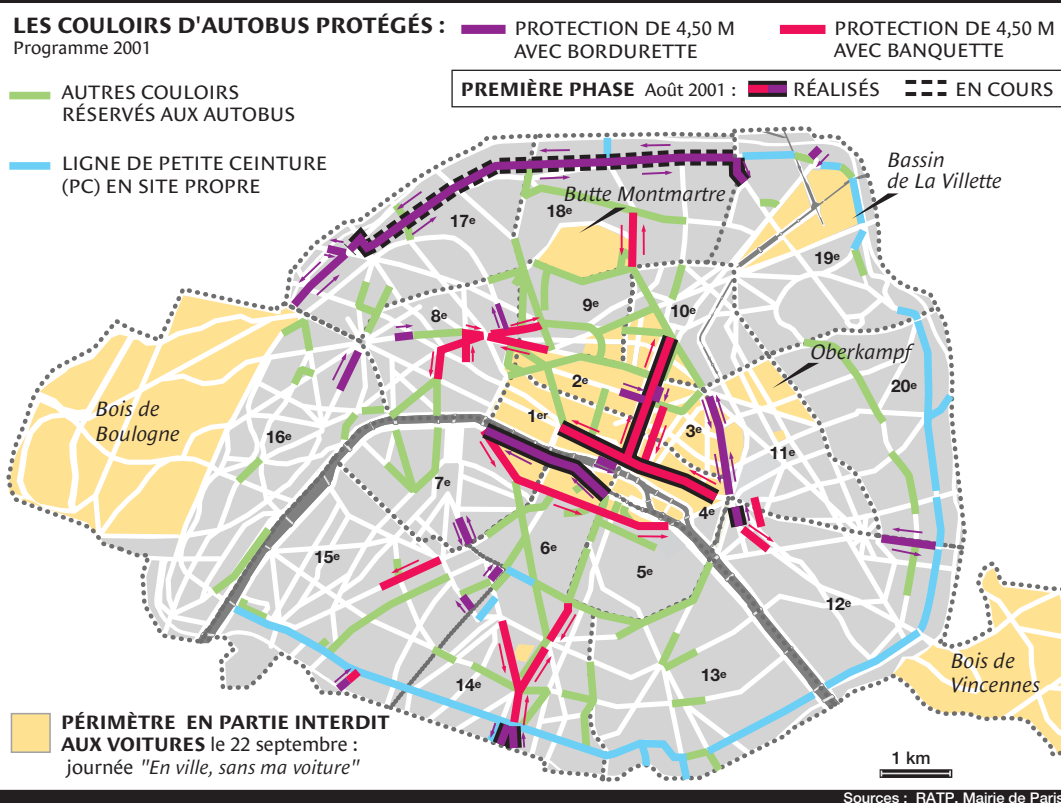 LES COULOIRS D'AUTOBUS PROTÉGÉS :
Programme 2001
PROTECTION DE 4,50 M
AVEC BORDURETTE
PROTECTION DE 4,50 M
AVEC BANQUETTE
PREMIÈRE PHASE Août 2001 : RÉALISÉS EN COURS
AUTRES COULOIRS
RÉSERVÉS AUX AUTOBUS
LIGNE DE PETITE CEINTURE
(PC) EN SITE PROPRE
Bassin
de La Villette
Butte Montmartre
17e
18e
19e
8e
9e
10e
Oberkampf
20e
2e
Bois de
Boulogne
1er
16e
3e
11e
7e
4e
15e
6e
5e
12e
Bois de
Vincennes
13e
14e
PÉRIMÈTRE EN PARTIE INTERDIT
AUX VOITURES le 22 septembre :
journée "En ville, sans ma voiture"
1 km
Sources : RATP, Mairie de Paris